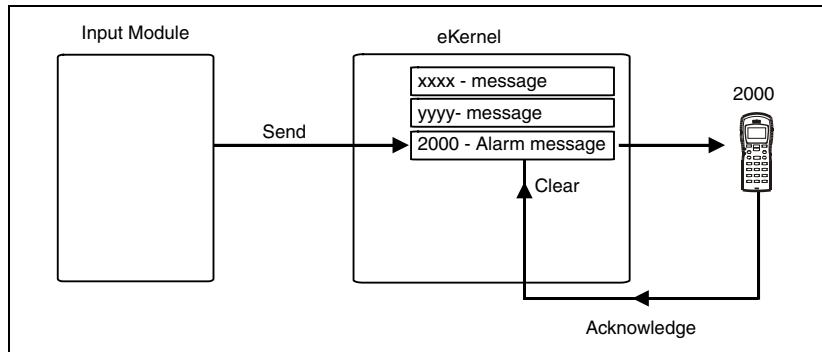 Input Module
eKernel
xxxx - message
yyyy- message
2000 - Alarm message
2000
Send
Clear
Acknowledge